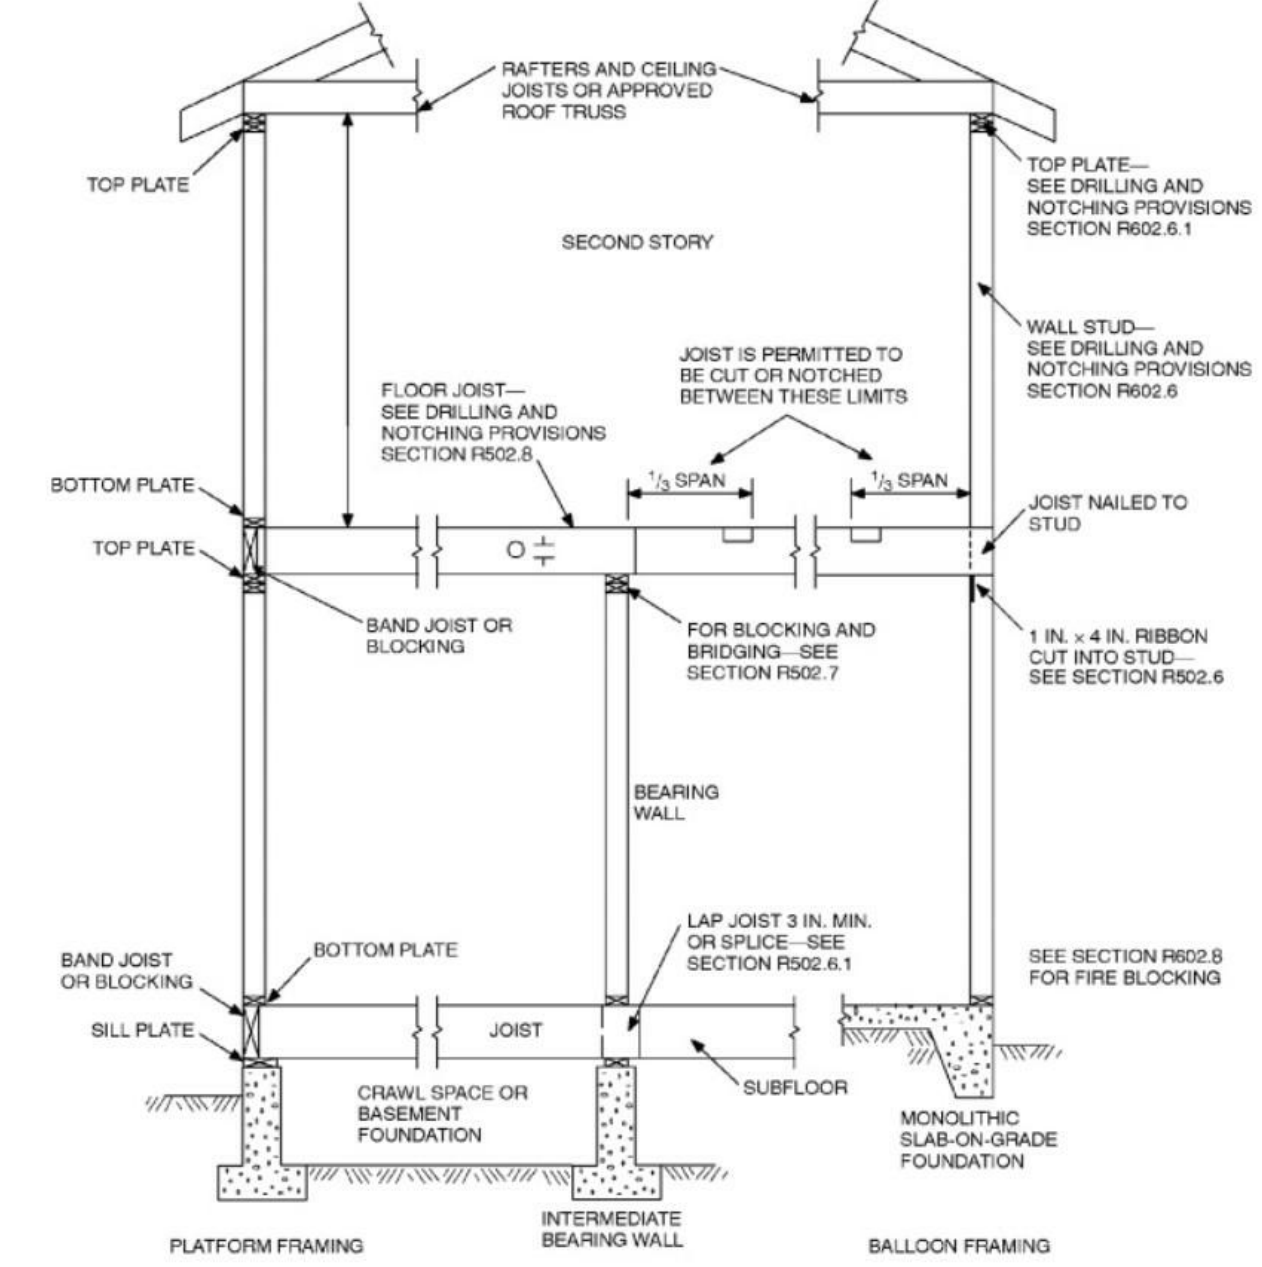 RAFTERS AND CEILING
JOISTS OR APPROVED
ROOF TRUSS
TOP PLATE
TOP PLATE—
SEE DRILLING AND
NOTCHING PROVISIONS
SECTION R602.6.1
SECOND STORY
WALL STUD—
SEE DRILLING AND
NOTCHING PROVISIONS
SECTION R602.6
JOIST IS PERMITTED TO
BE CUT OR NOTCHED
BETWEEN THESE LIMITS
FLOOR JOIST—
SEE DRILLING AND
NOTCHING PROVISIONS
SECTION R502.8
1/3 SPAN
1/3 SPAN
BOTTOM PLATE
JOIST NAILED TO
STUD
TOP PLATE
BAND JOIST OR
BLOCKING
FOR BLOCKING AND
BRIDGING—SEE
SECTION R502.7
1 IN. × 4 IN. RIBBON
CUT INTO STUD—
SEE SECTION R502.6
BEARING
WALL
LAP JOIST 3 IN. MIN.
OR SPLICE—SEE
SECTION R502.6.1
BOTTOM PLATE
BAND JOIST
OR BLOCKING
SEE SECTION R602.8
FOR FIRE BLOCKING
SILL PLATE
JOIST
SUBFLOOR
CRAWL SPACE OR
BASEMENT
FOUNDATION
MONOLITHIC
SLAB-ON-GRADE
FOUNDATION
INTERMEDIATE
BEARING WALL
PLATFORM FRAMING
BALLOON FRAMING